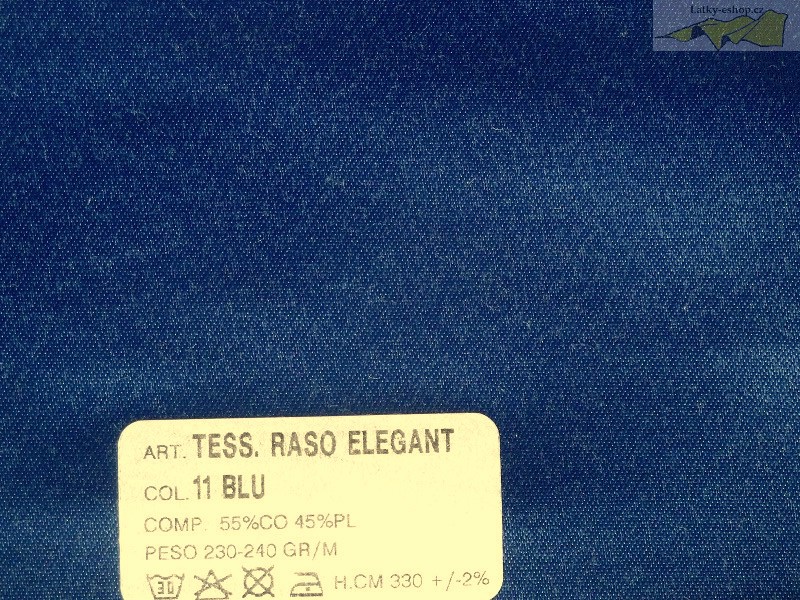 Latky-eshop.cz
ART. TESS. RASO ELEGANT
COL. 11 BLU
COMP. 55%CO 45%PL
PESO 230-240 GR/M
30 H.CM 330 +/-2%